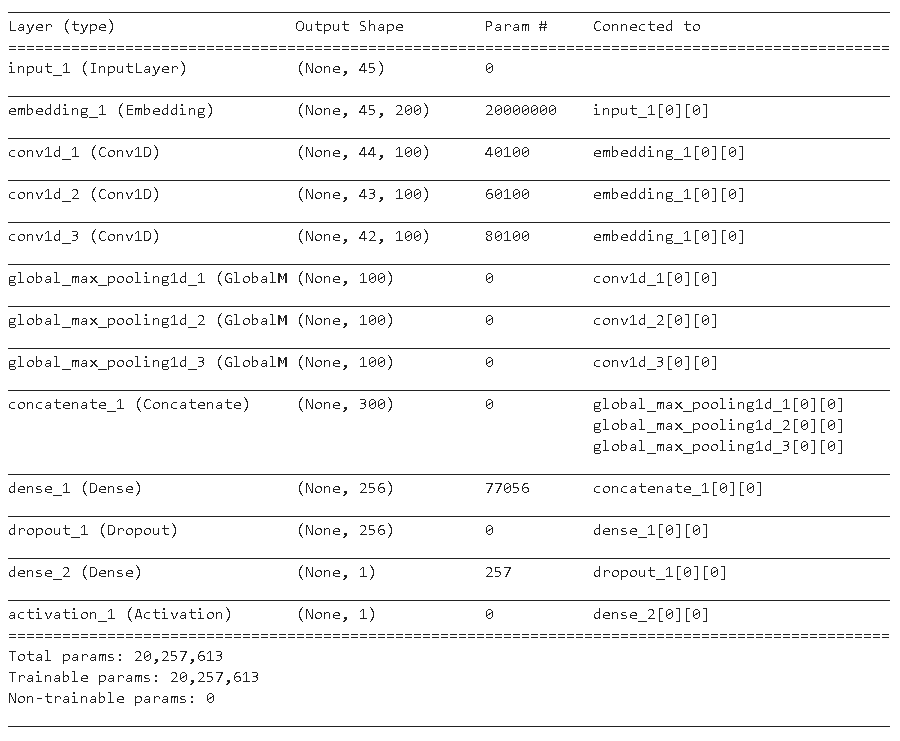 Layer (type) Output Shape Param # Connected to
==================================================================================================
input_1 (InputLayer) (None, 45) 0
embedding_1 (Embedding) (None, 45, 200) 20000000 input_1[0][0]
conv1d_1 (Conv1D) (None, 44, 100) 40100 embedding_1[0][0]
conv1d_2 (Conv1D) (None, 43, 100) 60100 embedding_1[0][0]
conv1d_3 (Conv1D) (None, 42, 100) 80100 embedding_1[0][0]
global_max_pooling1d_1 (GlobalM (None, 100) 0 conv1d_1[0][0]
global_max_pooling1d_2 (GlobalM (None, 100) 0 conv1d_2[0][0]
global_max_pooling1d_3 (GlobalM (None, 100) 0 conv1d_3[0][0]
concatenate_1 (Concatenate) (None, 300) 0 global_max_pooling1d_1[0][0]
global_max_pooling1d_2[0][0]
global_max_pooling1d_3[0][0]
dense_1 (Dense) (None, 256) 77056 concatenate_1[0][0]
dropout_1 (Dropout) (None, 256) 0 dense_1[0][0]
dense_2 (Dense) (None, 1) 257 dropout_1[0][0]
activation_1 (Activation) (None, 1) 0 dense_2[0][0]
==================================================================================================
Total params: 20,257,613
Trainable params: 20,257,613
Non-trainable params: 0